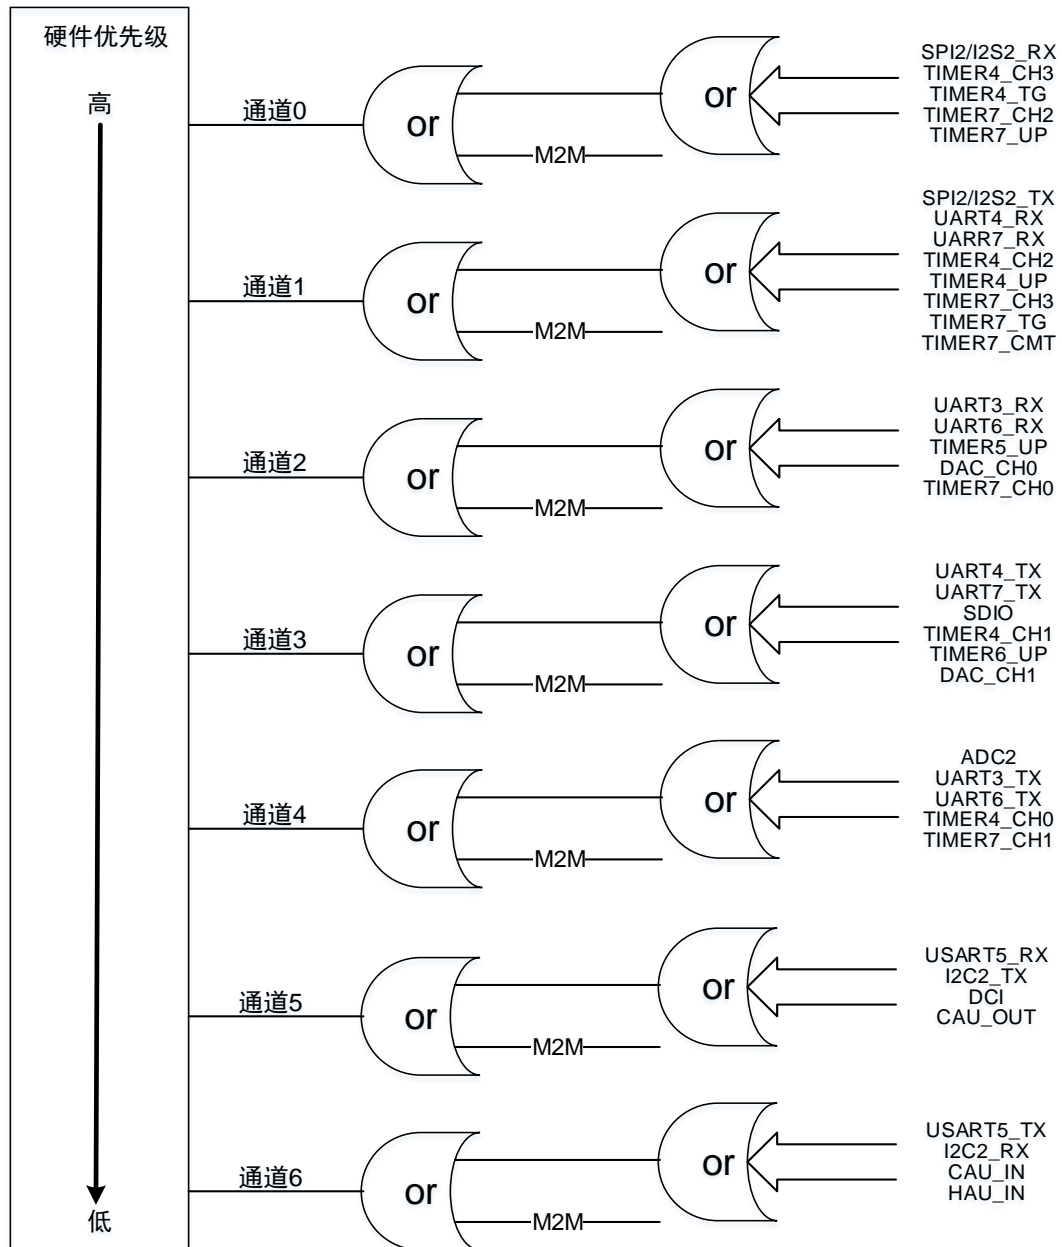 硬件优先级
高
通道0
or
M2M
or
SPI2/I2S2_RX
TIMER4_CH3
TIMER4_TG
TIMER7_CH2
TIMER7_UP
通道1
or
M2M
or
SPI2/I2S2_TX
UART4_RX
UARR7_RX
TIMER4_CH2
TIMER4_UP
TIMER7_CH3
TIMER7_TG
TIMER7_CMT
通道2
or
M2M
or
UART3_RX
UART6_RX
TIMER5_UP
DAC_CH0
TIMER7_CH0
通道3
or
M2M
or
UART4_TX
UART7_TX
SDIO
TIMER4_CH1
TIMER6_UP
DAC_CH1
通道4
or
M2M
or
ADC2
UART3_TX
UART6_TX
TIMER4_CH0
TIMER7_CH1
通道5
or
M2M
or
USART5_RX
I2C2_TX
DCI
CAU_OUT
通道6
or
M2M
or
USART5_TX
I2C2_RX
CAU_IN
HAU_IN
低